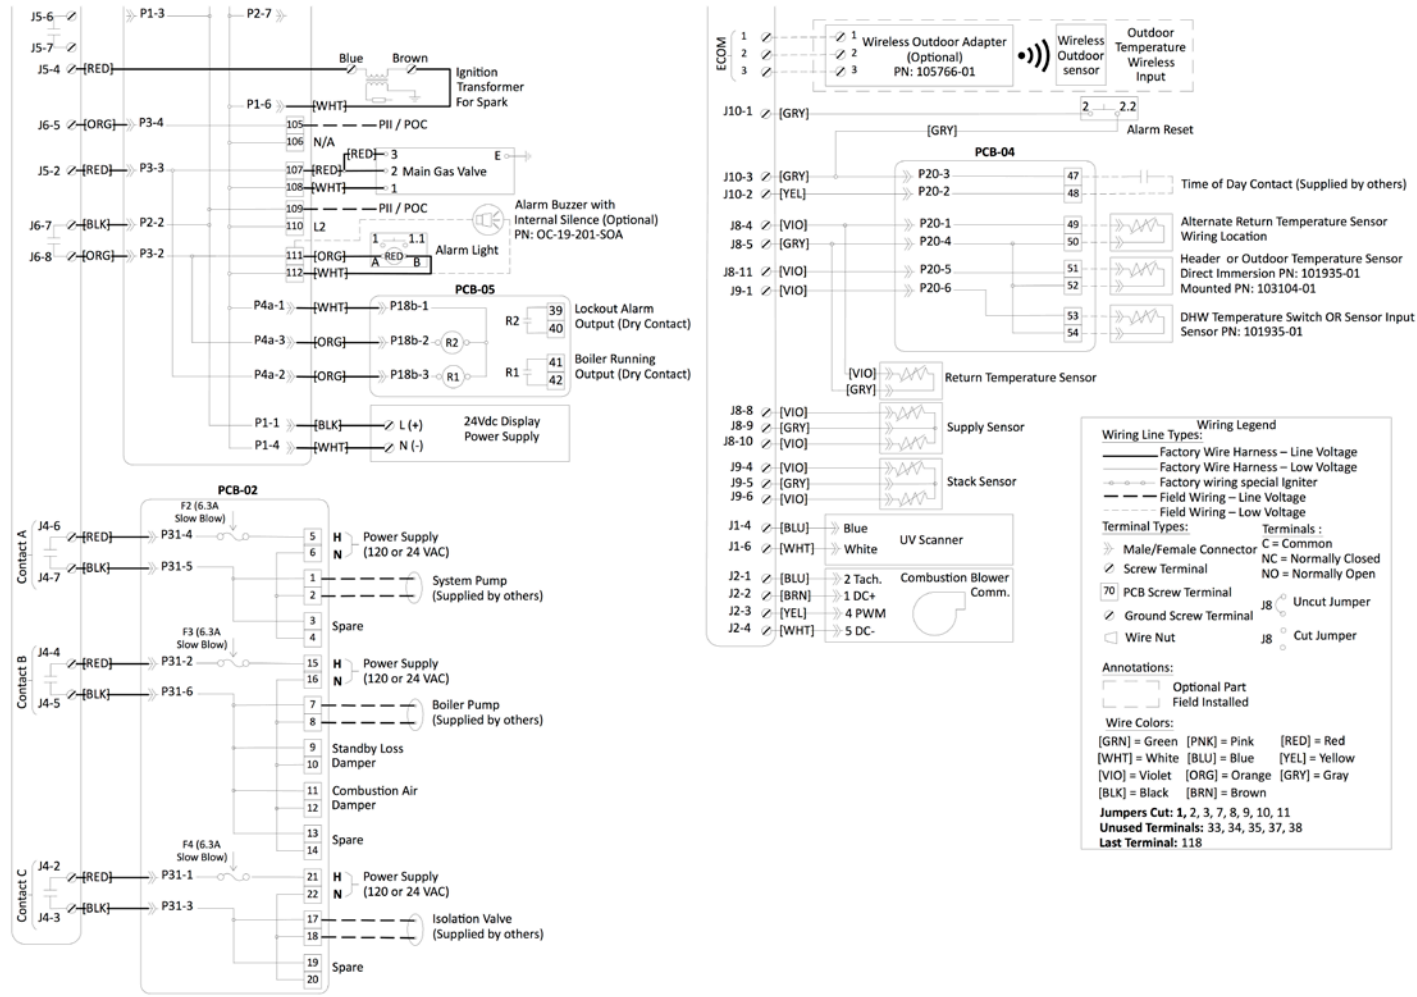 J5-6
P1-3
P2-7
J5-7
J5-4
[RED]
Blue
Brown
Ignition
Transformer
For Spark
P1-6
[WHT]
J6-5
[ORG]
P3-4
105
PII / POC
106
N/A
J5-2
[RED]
P3-3
107
[RED]
[RED]
3
2 Main Gas Valve
E
108
[WHT]
1
109
PII / POC
J6-7
[BLK]
P2-2
110
L2
Alarm Buzzer with
Internal Silence (Optional)
PN: OC-19-201-SOA
J6-8
[ORG]
P3-2
111
[ORG]
1
1.1
A
RED
B
Alarm Light
112
[WHT]
PCB-05
P4a-1
[WHT]
P18b-1
R2
39
40
Lockout Alarm
Output (Dry Contact)
P4a-3
[ORG]
P18b-2
R2
P4a-2
[ORG]
P18b-3
R1
R1
41
42
Boiler Running
Output (Dry Contact)
P1-1
[BLK]
L (+)
24Vdc Display
Power Supply
P1-4
[WHT]
N (-)
PCB-02
Contact A
J4-6
[RED]
P31-4
F2 (6.3A
Slow Blow)
5
H
Power Supply
6
N
(120 or 24 VAC)
J4-7
[BLK]
P31-5
1
2
System Pump
(Supplied by others)
3
4
Spare
Contact B
J4-4
[RED]
P31-2
F3 (6.3A
Slow Blow)
15
H
Power Supply
16
N
(120 or 24 VAC)
J4-5
[BLK]
P31-6
7
8
Boiler Pump
(Supplied by others)
9
10
Standby Loss
Damper
11
12
Combustion Air
Damper
13
14
Spare
Contact C
J4-2
[RED]
P31-1
F4 (6.3A
Slow Blow)
21
H
Power Supply
22
N
(120 or 24 VAC)
J4-3
[BLK]
P31-3
17
18
Isolation Valve
(Supplied by others)
19
20
Spare
ECOM
1
2
3
1
2
3
Wireless Outdoor Adapter
(Optional)
PN: 105766-01
Wireless
Outdoor
sensor
Outdoor
Temperature
Wireless
Input
J10-1
[GRY]
2
2.2
Alarm Reset
[GRY]
PCB-04
J10-3
[GRY]
P20-3
47
J10-2
[YEL]
P20-2
48
Time of Day Contact (Supplied by others)
J8-4
[VIO]
P20-1
49
J8-5
[GRY]
P20-4
50
Alternate Return Temperature Sensor
Wiring Location
J8-11
[VIO]
P20-5
51
52
Header or Outdoor Temperature Sensor
Direct Immersion PN: 101935-01
Mounted PN: 103104-01
J9-1
[VIO]
P20-6
53
54
DHW Temperature Switch OR Sensor Input
Sensor PN: 101935-01
[VIO]
[GRY]
Return Temperature Sensor
J8-8
[VIO]
J8-9
[GRY]
J8-10
[VIO]
Supply Sensor
J9-4
[VIO]
J9-5
[GRY]
J9-6
[VIO]
Stack Sensor
J1-4
[BLU]
Blue
J1-6
[WHT]
White
UV Scanner
J2-1
[BLU]
2 Tach.
J2-2
[BRN]
1 DC+
J2-3
[YEL]
4 PWM
J2-4
[WHT]
5 DC-
Combustion Blower
Comm.
Wiring Legend
Wiring Line Types:
Factory Wire Harness – Line Voltage
Factory Wire Harness – Low Voltage
Factory wiring special Igniter
Field Wiring – Line Voltage
Field Wiring – Low Voltage
Terminal Types:
Male/Female Connector
Screw Terminal
70 PCB Screw Terminal
Ground Screw Terminal
Wire Nut
Terminals :
C = Common
NC = Normally Closed
NO = Normally Open
J8 Uncut Jumper
J8 Cut Jumper
Annotations:
Optional Part
Field Installed
Wire Colors:
[GRN] = Green [PNK] = Pink [RED] = Red
[WHT] = White [BLU] = Blue [YEL] = Yellow
[VIO] = Violet [ORG] = Orange [GRY] = Gray
[BLK] = Black [BRN] = Brown
Jumpers Cut: 1, 2, 3, 7, 8, 9, 10, 11
Unused Terminals: 33, 34, 35, 37, 38
Last Terminal: 118